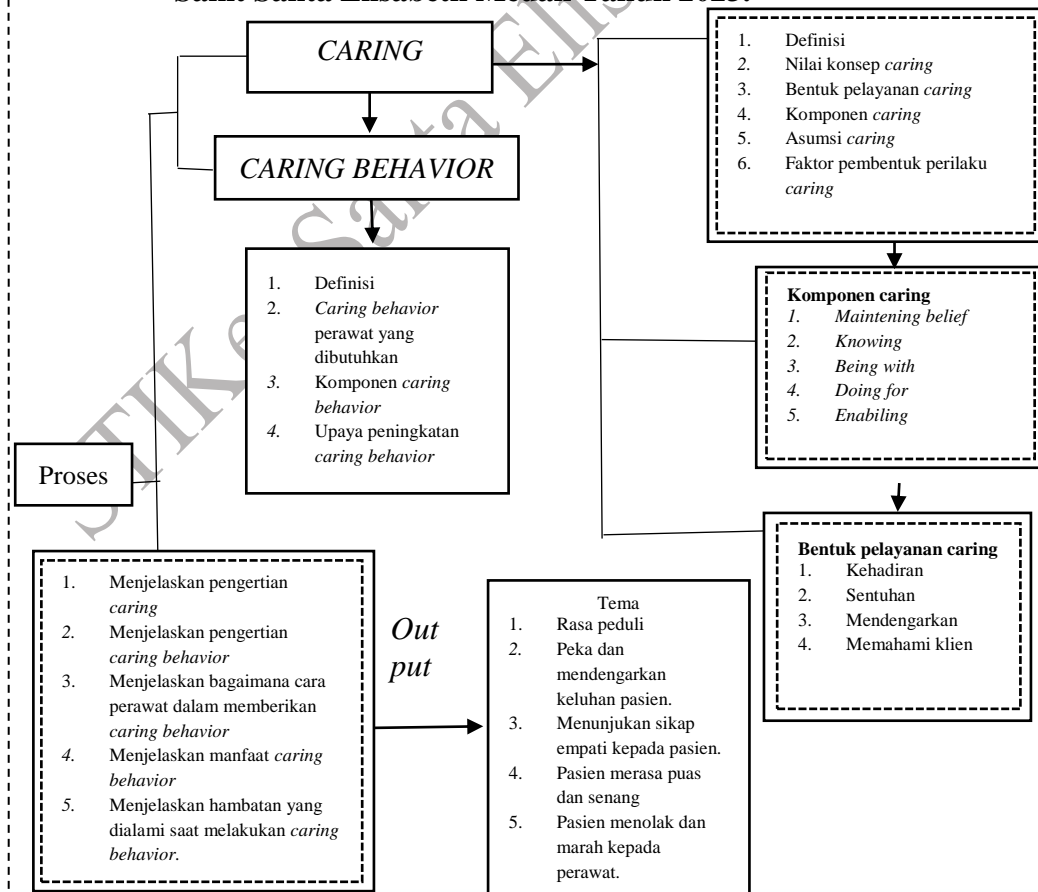 CARING
1. Definisi
2. Nilai konsep caring
3. Bentuk pelayanan caring
4. Komponen caring
5. Asumsi caring
6. Faktor pembentuk perilaku
caring
CARING BEHAVIOR
1. Definisi
2. Caring behavior
perawat yang
dibutuhkan
3. Komponen caring
behavior
4. Upaya peningkatan
caring behavior
Komponen caring
1. Maintening belief
2. Knowing
3. Being with
4. Doing for
5. Enabiling
Proses
Bentuk pelayanan caring
1. Kehadiran
2. Sentuhan
3. Mendengarkan
4. Memahami klien
1. Menjelaskan pengertian
caring
2. Menjelaskan pengertian
caring behavior
3. Menjelaskan bagaimana cara
perawat dalam memberikan
caring behavior
4. Menjelaskan manfaat caring
behavior
5. Menjelaskan hambatan yang
dialami saat melakukan caring
behavior.
Out
put
Tema
1. Rasa peduli
2. Peka dan
mendengarkan
keluhan pasien.
3. Menunjukan sikap
empati kepada pasien.
4. Pasien merasa puas
dan senang
5. Pasien menolak dan
marah kepada
perawat.